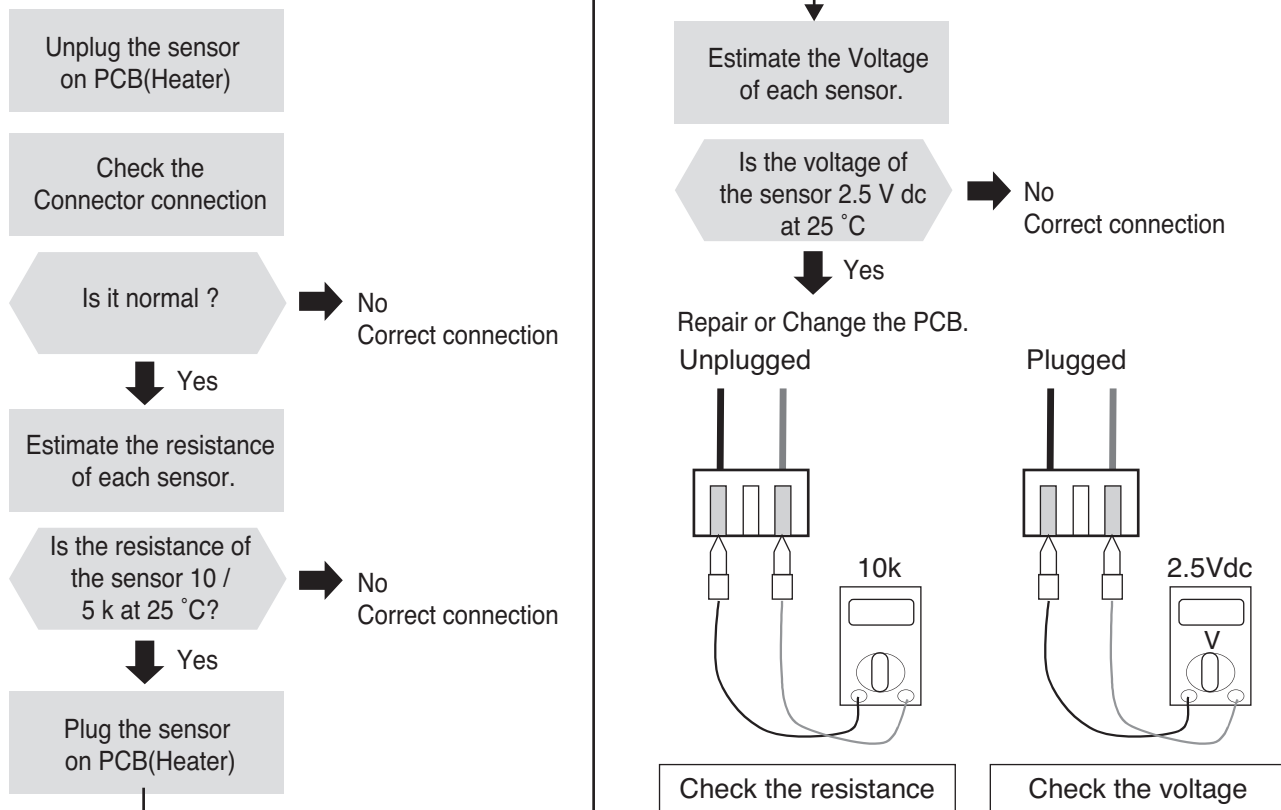 Unplug the sensor
on PCB(Heater)
Check the
Connector connection
Is it normal ?
No
Correct connection
Yes
Estimate the resistance
of each sensor.
Is the resistance of
the sensor 10 /
5 k at 25 ˚C?
No
Correct connection
Yes
Plug the sensor
on PCB(Heater)
Estimate the Voltage
of each sensor.
Is the voltage of
the sensor 2.5 V dc
at 25 ˚C
No
Correct connection
Yes
Repair or Change the PCB.
Unplugged
10k
Check the resistance
Plugged
2.5Vdc
V
Check the voltage